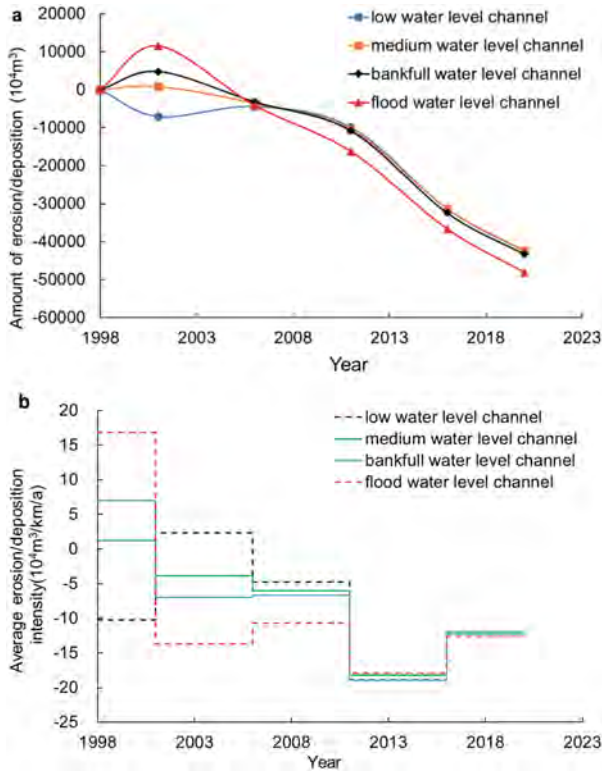 a
20000
10000
0
-10000
-20000
-30000
-40000
-50000
-60000
Amount of erosion/deposition (10⁴m³)
low water level channel
medium water level channel
bankfull water level channel
flood water level channel
1998 2003 2008 2013 2018 2023
Year
b
20
15
10
5
0
-5
-10
-15
-20
-25
Average erosion/deposition
intensity(10⁴m³/km/a)
low water level channel
medium water level channel
bankfull water level channel
flood water level channel
1998 2003 2008 2013 2018 2023
Year